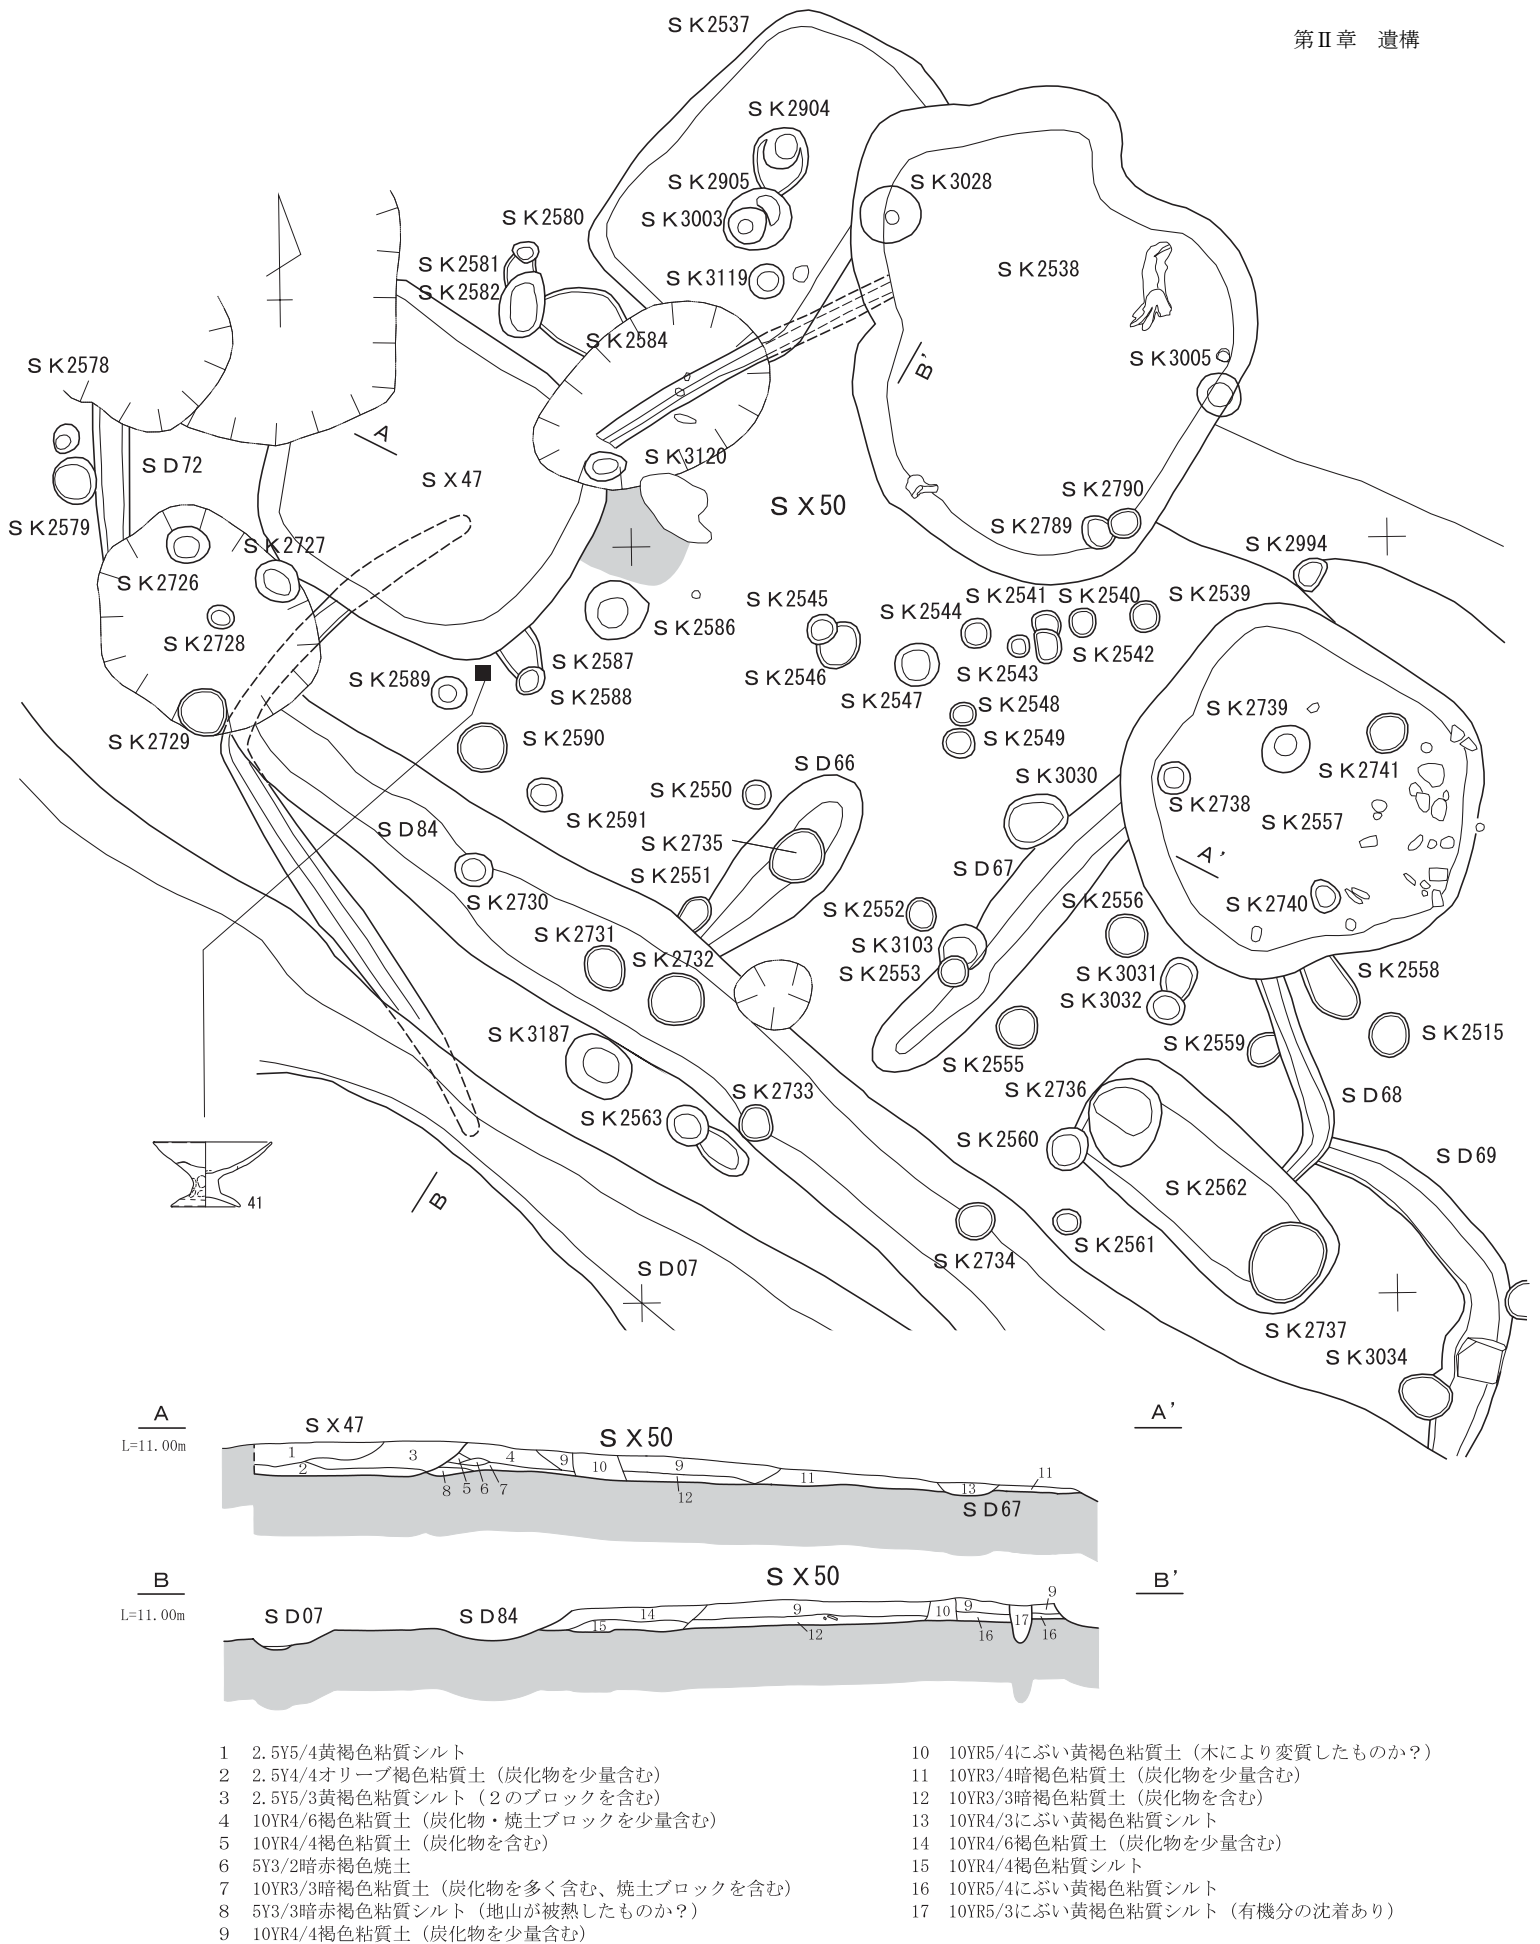 第Ⅱ章　遺構
ＳＫ2537
ＳＫ2904
ＳＫ2905
ＳＫ3028
ＳＫ2580
ＳＫ3003
ＳＫ2581
ＳＫ3119
ＳＫ2538
ＳＫ2582
ＳＫ2584
ＳＫ2578
ＳＫ3005
B'
A
ＳＤ72
ＳＫ3120
ＳＸ47
ＳＫ2790
ＳＸ50
ＳＫ2579
ＳＫ2789
ＳＫ2727
ＳＫ2994
ＳＫ2726
ＳＫ2545
ＳＫ2544
ＳＫ2541
ＳＫ2540
ＳＫ2539
ＳＫ2586
ＳＫ2728
ＳＫ2587
ＳＫ2542
ＳＫ2589
ＳＫ2546
ＳＫ2543
ＳＫ2588
ＳＫ2547
ＳＫ2548
ＳＫ2739
ＳＫ2729
ＳＫ2590
ＳＫ2549
ＳＤ66
ＳＫ3030
ＳＫ2741
ＳＫ2550
ＳＫ2738
ＳＫ2591
ＳＫ2557
ＳＤ84
ＳＫ2735
A'
ＳＫ2551
ＳＤ67
ＳＫ2730
ＳＫ2552
ＳＫ2556
ＳＫ2740
ＳＫ2731
ＳＫ3103
ＳＫ2732
ＳＫ2553
ＳＫ3031
ＳＫ2558
ＳＫ3032
ＳＫ3187
ＳＫ2559
ＳＫ2515
ＳＫ2555
ＳＫ2736
ＳＤ68
ＳＫ2733
ＳＫ2563
ＳＫ2560
ＳＤ69
41
B
ＳＫ2562
ＳＫ2561
ＳＫ2734
ＳＤ07
ＳＫ2737
ＳＫ3034
A
A'
L=11.00m
ＳＸ47
ＳＸ50
1
3
2
4
9
10
9
11
11
8
5
6
7
12
13
ＳＤ67
B
B'
L=11.00m
ＳＸ50
ＳＤ07
ＳＤ84
14
15
9
12
10
9
16
17
9
16
1　2.5Y5/4黄褐色粘質シルト
2　2.5Y4/4オリーブ褐色粘質土（炭化物を少量含む）
3　2.5Y5/3黄褐色粘質シルト（２のブロックを含む）
4　10YR4/6褐色粘質土（炭化物・焼土ブロックを少量含む）
5　10YR4/4褐色粘質土（炭化物を含む）
6　5Y3/2暗赤褐色焼土
7　10YR3/3暗褐色粘質土（炭化物を多く含む、焼土ブロックを含む）
8　5Y3/3暗赤褐色粘質シルト（地山が被熱したものか？）
9　10YR4/4褐色粘質土（炭化物を少量含む）
10　10YR5/4にぶい黄褐色粘質土（木により変質したものか？）
11　10YR3/4暗褐色粘質土（炭化物を少量含む）
12　10YR3/3暗褐色粘質土（炭化物を含む）
13　10YR4/3にぶい黄褐色粘質シルト
14　10YR4/6褐色粘質土（炭化物を少量含む）
15　10YR4/4褐色粘質シルト
16　10YR5/4にぶい黄褐色粘質シルト
17　10YR5/3にぶい黄褐色粘質シルト（有機分の沈着あり）